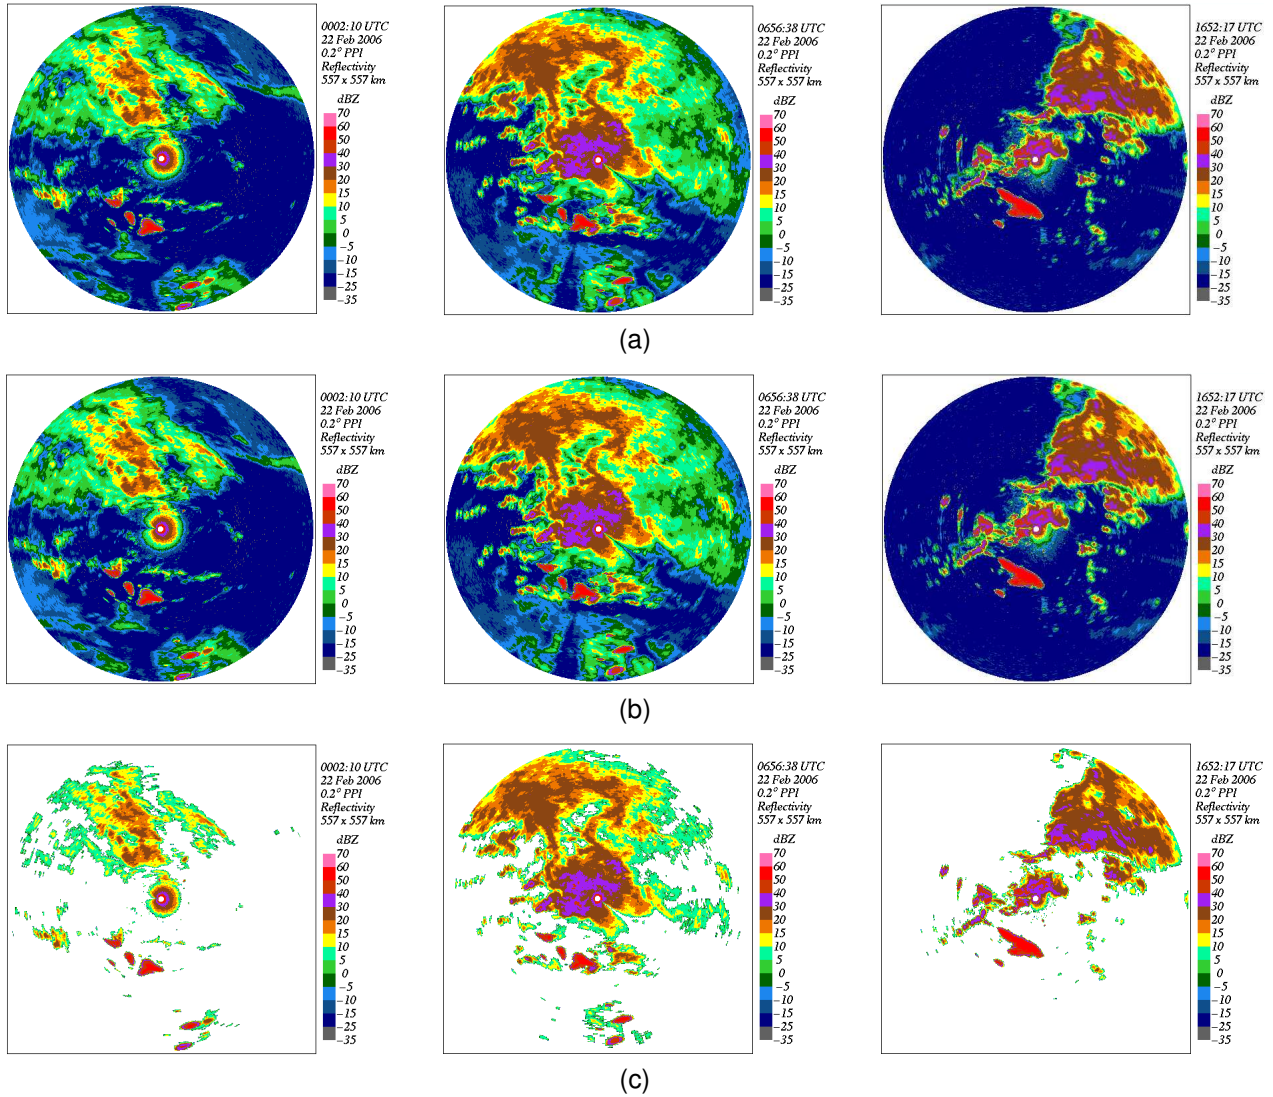 0002:10 UTC
22 Feb 2006
0.2° PPI
Reflectivity
557 x 557 km
dBZ
70
60
50
40
30
20
15
10
5
0
−5
−10
−15
−25
−35
0656:38 UTC
22 Feb 2006
0.2° PPI
Reflectivity
557 x 557 km
dBZ
70
60
50
40
30
20
15
10
5
0
−5
−10
−15
−25
−35
1652:17 UTC
22 Feb 2006
0.2° PPI
Reflectivity
557 x 557 km
dBZ
70
60
50
40
30
20
15
10
5
0
−5
−10
−15
−25
−35
(a)
0002:10 UTC
22 Feb 2006
0.2° PPI
Reflectivity
557 x 557 km
dBZ
70
60
50
40
30
20
15
10
5
0
−5
−10
−15
−25
−35
0656:38 UTC
22 Feb 2006
0.2° PPI
Reflectivity
557 x 557 km
dBZ
70
60
50
40
30
20
15
10
5
0
−5
−10
−15
−25
−35
1652:17 UTC
22 Feb 2006
0.2° PPI
Reflectivity
557 x 557 km
dBZ
70
60
50
40
30
20
15
10
5
0
−5
−10
−15
−25
−35
(b)
0002:10 UTC
22 Feb 2006
0.2° PPI
Reflectivity
557 x 557 km
dBZ
70
60
50
40
30
20
15
10
5
0
−5
−10
−15
−25
−35
0656:38 UTC
22 Feb 2006
0.2° PPI
Reflectivity
557 x 557 km
dBZ
70
60
50
40
30
20
15
10
5
0
−5
−10
−15
−25
−35
1652:17 UTC
22 Feb 2006
0.2° PPI
Reflectivity
557 x 557 km
dBZ
70
60
50
40
30
20
15
10
5
0
−5
−10
−15
−25
−35
(c)